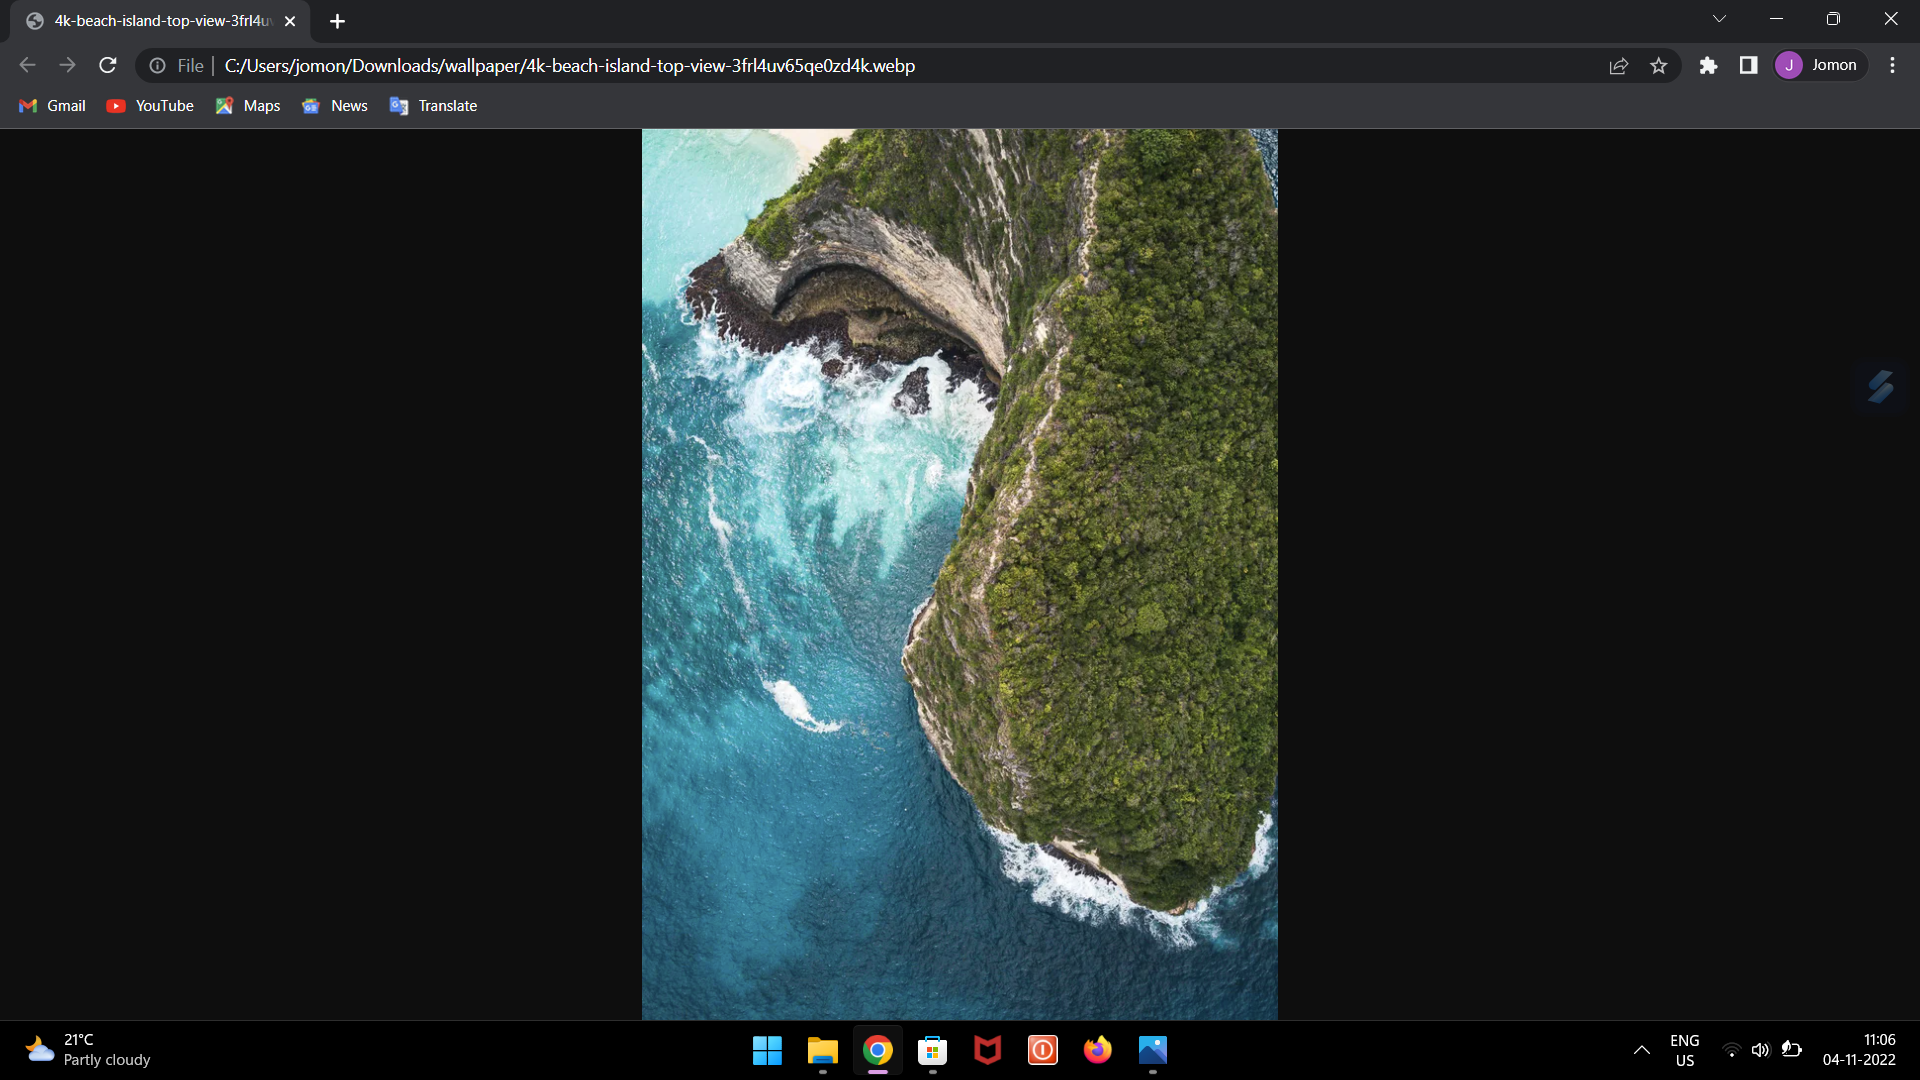 4k-beach-island-top-view-3frl4uv
File
C:/Users/jomon/Downloads/wallpaper/4k-beach-island-top-view-3frl4uv65qe0zd4k.webp
J Jomon
Gmail YouTube Maps News Translate
21°C
Partly cloudy
ENG
US
11:06
04-11-2022